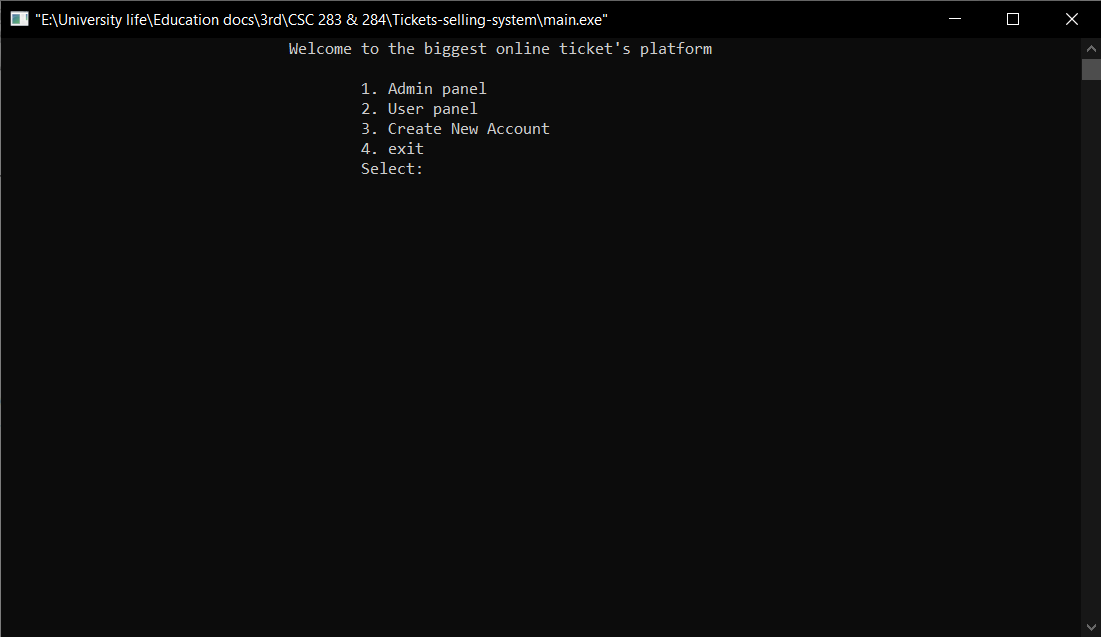 "E:\University life\Education docs\3rd\CSC 283 & 284\Tickets-selling-system\main.exe"
Welcome to the biggest online ticket's platform
1. Admin panel
2. User panel
3. Create New Account
4. exit
Select: